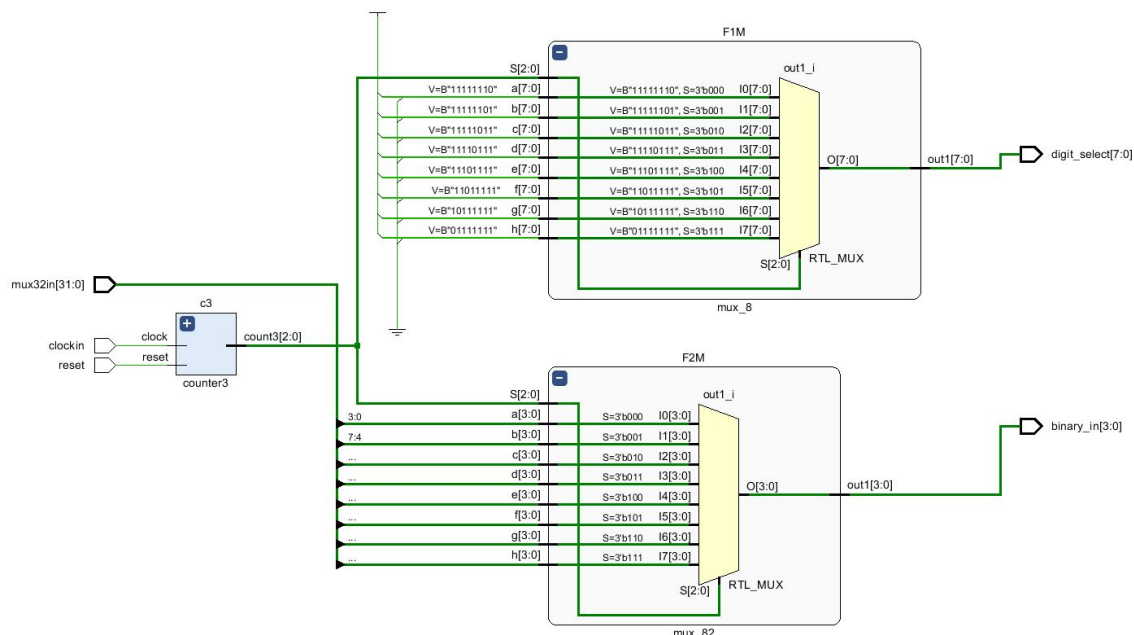 F1M
out1_i
S[2:0]
V=B"11111110" a[7:0] V=B"11111110", S=3'b000 I0[7:0]
V=B"11111101" b[7:0] V=B"11111101", S=3'b001 I1[7:0]
V=B"11111011" c[7:0] V=B"11111011", S=3'b010 I2[7:0]
V=B"11110111" d[7:0] V=B"11110111", S=3'b011 I3[7:0]
V=B"11101111" e[7:0] V=B"11101111", S=3'b100 I4[7:0]
V=B"11011111" f[7:0] V=B"11011111", S=3'b101 I5[7:0]
V=B"10111111" g[7:0] V=B"10111111", S=3'b110 I6[7:0]
V=B"01111111" h[7:0] V=B"01111111", S=3'b111 I7[7:0]
O[7:0] out1[7:0] digit_select[7:0]
S[2:0] RTL_MUX
mux_8
mux32in[31:0]
c3
clockin clock count3[2:0]
reset reset
counter3
F2M
out1_i
S[2:0]
3:0 a[3:0] S=3'b000 I0[3:0]
7:4 b[3:0] S=3'b001 I1[3:0]
... c[3:0] S=3'b010 I2[3:0]
... d[3:0] S=3'b011 I3[3:0]
... e[3:0] S=3'b100 I4[3:0]
... f[3:0] S=3'b101 I5[3:0]
... g[3:0] S=3'b110 I6[3:0]
... h[3:0] S=3'b111 I7[3:0]
O[3:0] out1[3:0] binary_in[3:0]
S[2:0] RTL_MUX
mux_82